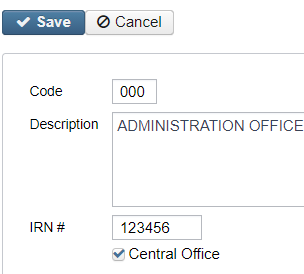 Save Cancel
Code 000
Description ADMINISTRATION OFFICE
IRN # 123456
Central Office